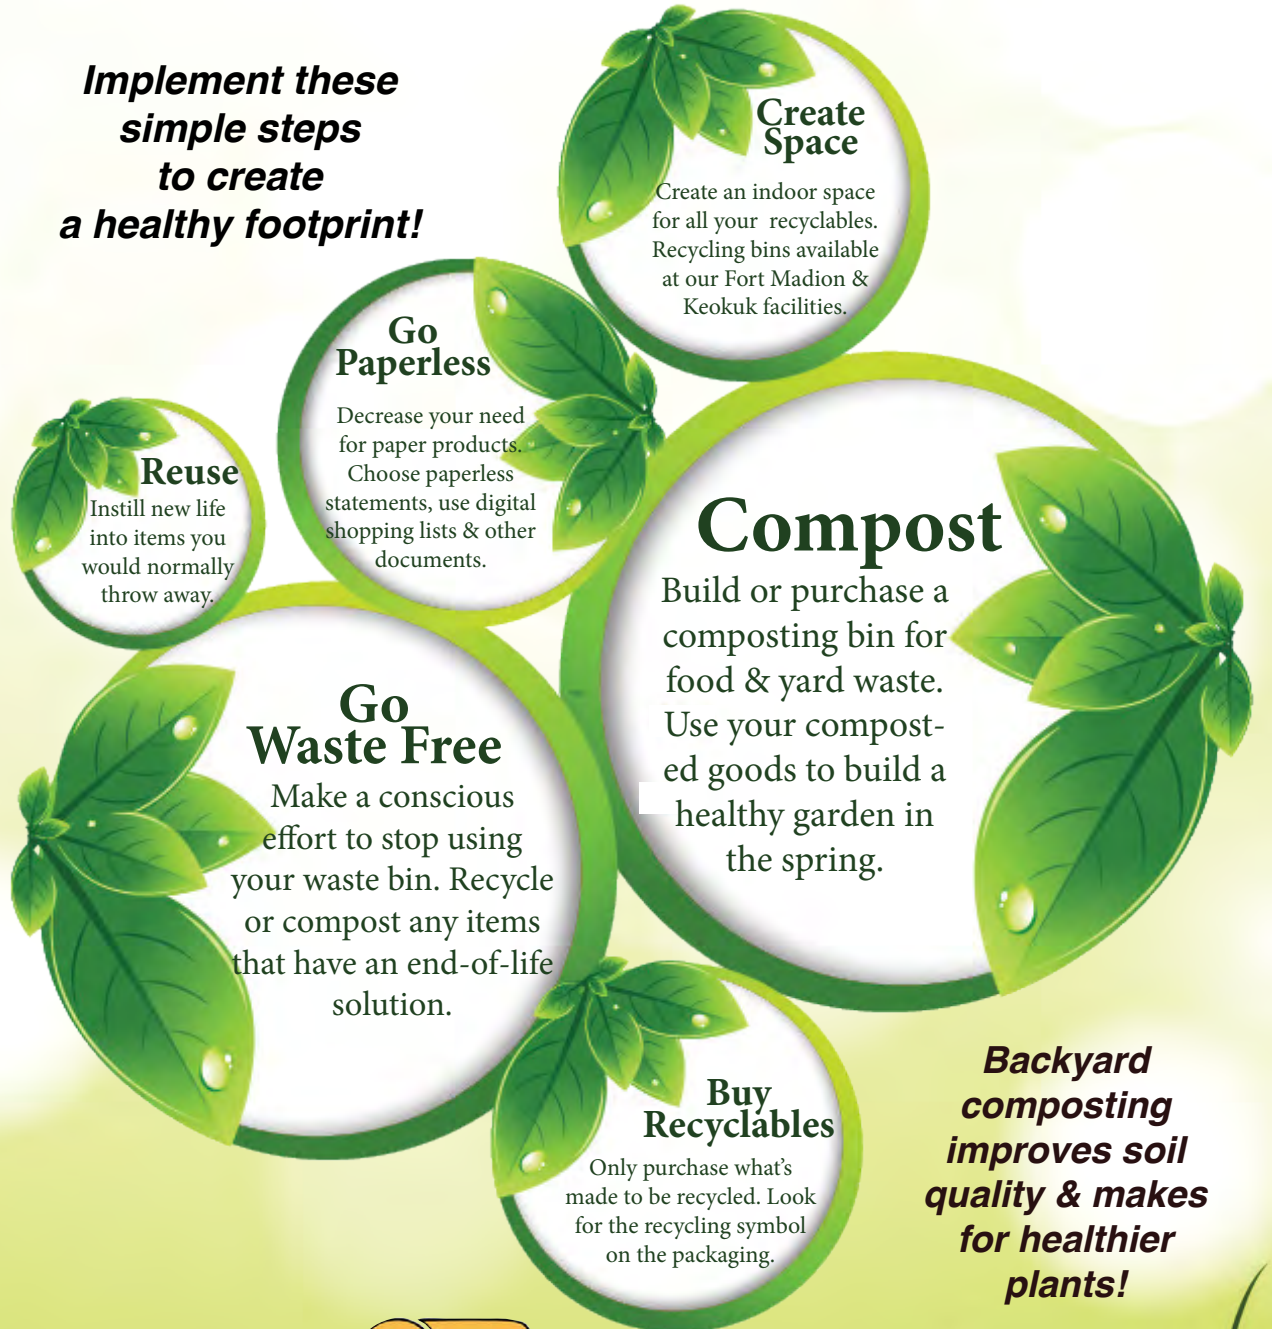 Implement these
simple steps
to create
a healthy footprint!
Create
Space
Create an indoor space
for all your recyclables.
Recycling bins available
at our Fort Madion &
Keokuk facilities.
Go
Paperless
Decrease your need
for paper products.
Choose paperless
statements, use digital
shopping lists & other
documents.
Reuse
Instill new life
into items you
would normally
throw away.
Compost
Build or purchase a
composting bin for
food & yard waste.
Use your compost-
ed goods to build a
healthy garden in
the spring.
Go
Waste Free
Make a conscious
effort to stop using
your waste bin. Recycle
or compost any items
that have an end-of-life
solution.
Buy
Recyclables
Only purchase what's
made to be recycled. Look
for the recycling symbol
on the packaging.
Backyard
composting
improves soil
quality & makes
for healthier
plants!